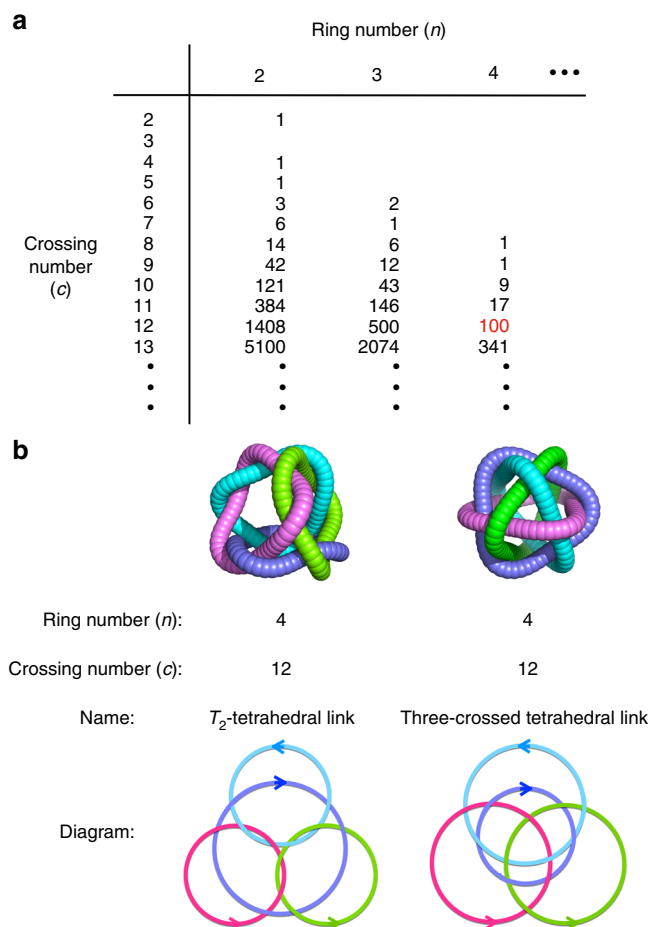 a
Ring number (n)
2 3 4 •••
2 1
3
4 1
5 1
6 3 2
7 6 1
Crossing number (c)
8 14 6 1
9 42 12 1
10 121 43 9
11 384 146 17
12 1408 500 100
13 5100 2074 341
• • • •
• • • •
• • • •
b
Ring number (n): 4 4
Crossing number (c): 12 12
Name: T2-tetrahedral link Three-crossed tetrahedral link
Diagram: